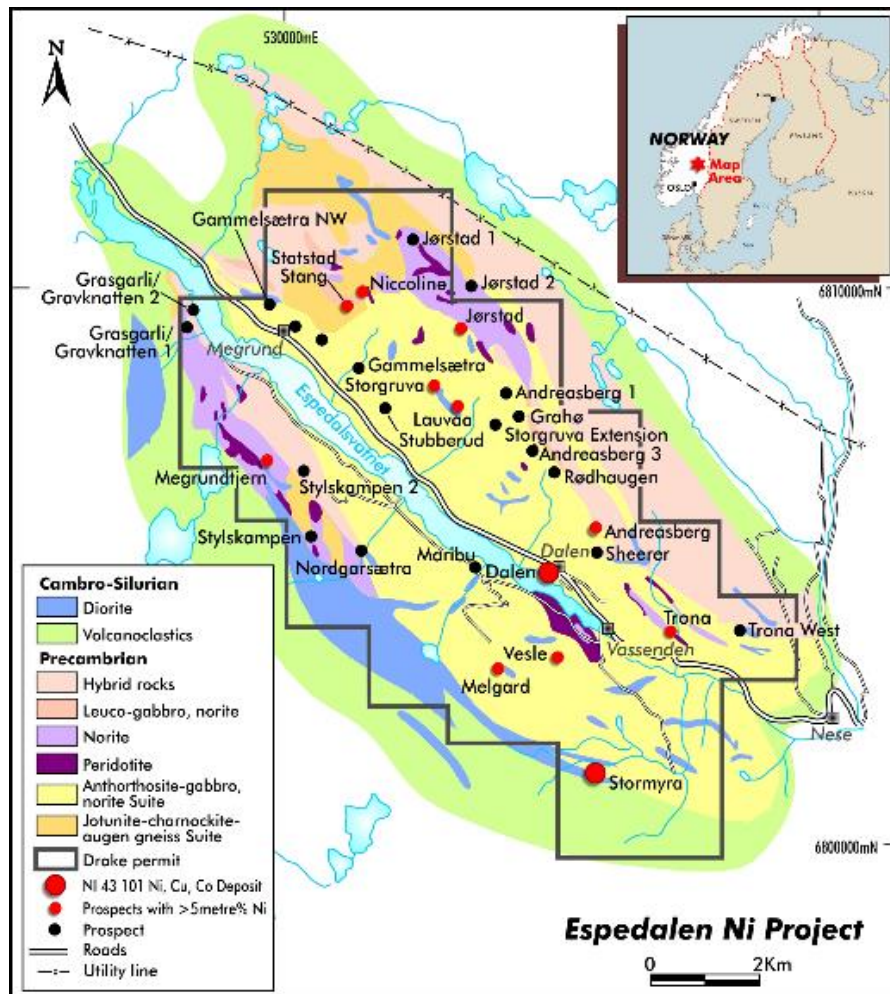 530000mE
N
NORWAY
Map
Area
OSLO
SWEDEN
FINLAND
Gammelsætra NW
Jørstad 1
Statstad
Stang
Niccoline
Jørstad 2
Grasgarli/
Gravknatten 2
6810000mN
Jørstad
Grasgarli/
Gravknatten 1
Megrund
Gammelsætra
Storgruva
Andreasberg 1
Espedalsvatnet
Lauvåa
Grahø
Stubberud
Storgruva Extension
Andreasberg 3
Rødhaugen
Megrundtjern
Stylskampen 2
Andreasberg
Stylskampen
Nordgarsætra
Maribu
Dalen
Sheerer
Dalen
Trona
Trona West
Vassenden
Vesle
Melgard
Nese
Stormyra
6800000mN
Cambro-Silurian
Diorite
Volcanoclastics
Precambrian
Hybrid rocks
Leuco-gabbro, norite
Norite
Peridotite
Anthorthosite-gabbro,
norite Suite
Jotunite-charnockite-
augen gneiss Suite
Drake permit
NI 43 101 Ni, Cu, Co Deposit
Prospects with >5metre% Ni
Prospect
Roads
Utility line
Espedalen Ni Project
0 2Km